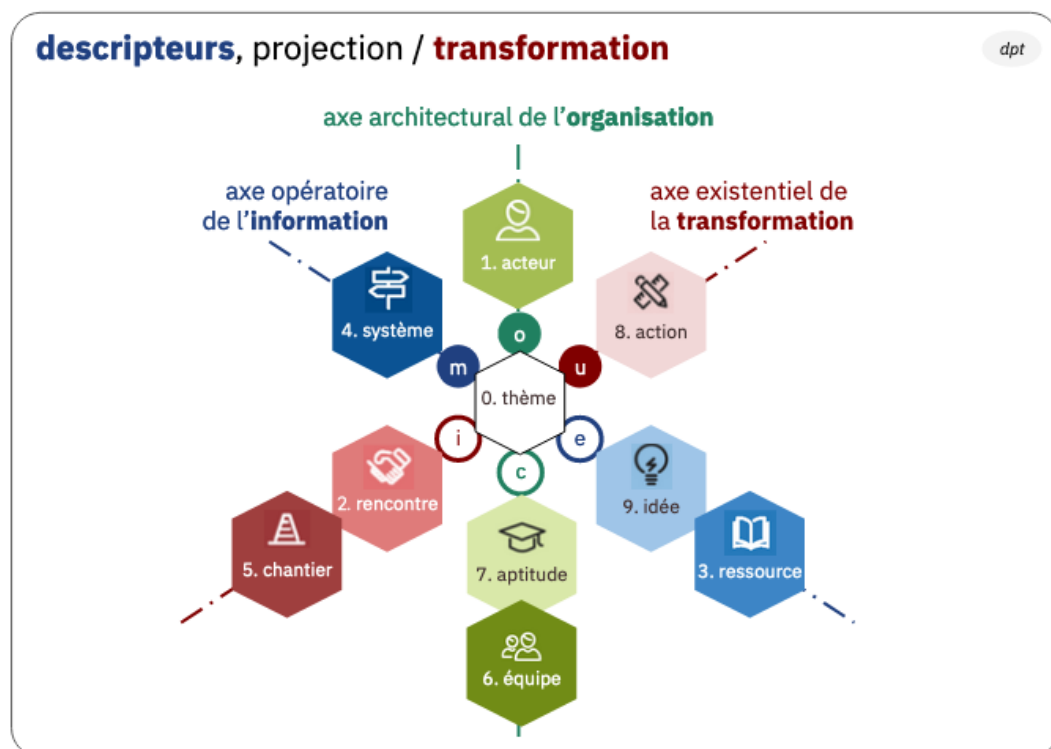 descripteurs, projection / transformation
dpt
axe architectural de l'organisation
axe opératoire
de l'information
axe existentiel de
la transformation
1. acteur
4. système
8. action
o
m
u
0. thème
i
e
c
2. rencontre
9. idée
5. chantier
7. aptitude
3. ressource
6. équipe